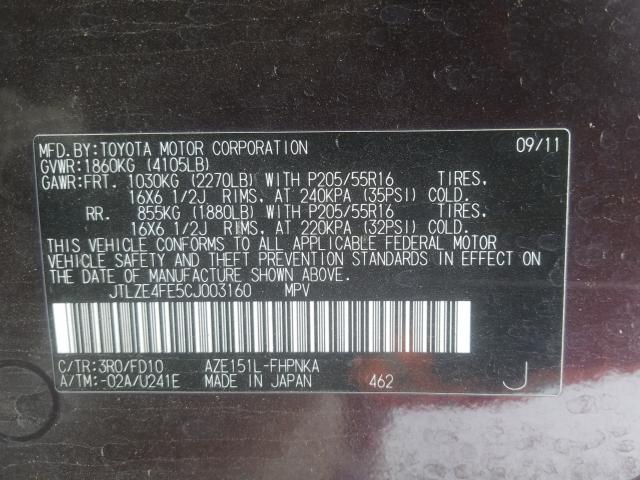 MFD.BY:TOYOTA MOTOR CORPORATION 09/11
GVWR:1860KG (4105LB)
GAWR:FRT. 1030KG (2270LB) WITH P205/55R16 TIRES,
16X6 1/2J RIMS, AT 240KPA (35PSI) COLD.
RR. 855KG (1880LB) WITH P205/55R16 TIRES,
16X6 1/2J RIMS, AT 220KPA (32PSI) COLD.
THIS VEHICLE CONFORMS TO ALL APPLICABLE FEDERAL MOTOR
VEHICLE SAFETY AND THEFT PREVENTION STANDARDS IN EFFECT
ON THE DATE OF MANUFACTURE SHOWN ABOVE.
JTLZE4FE5CJ003160 MPV
C/TR:3R0/FD10 AZE151L-FHPNKA
A/TM:-02A/U241E MADE IN JAPAN 462 J